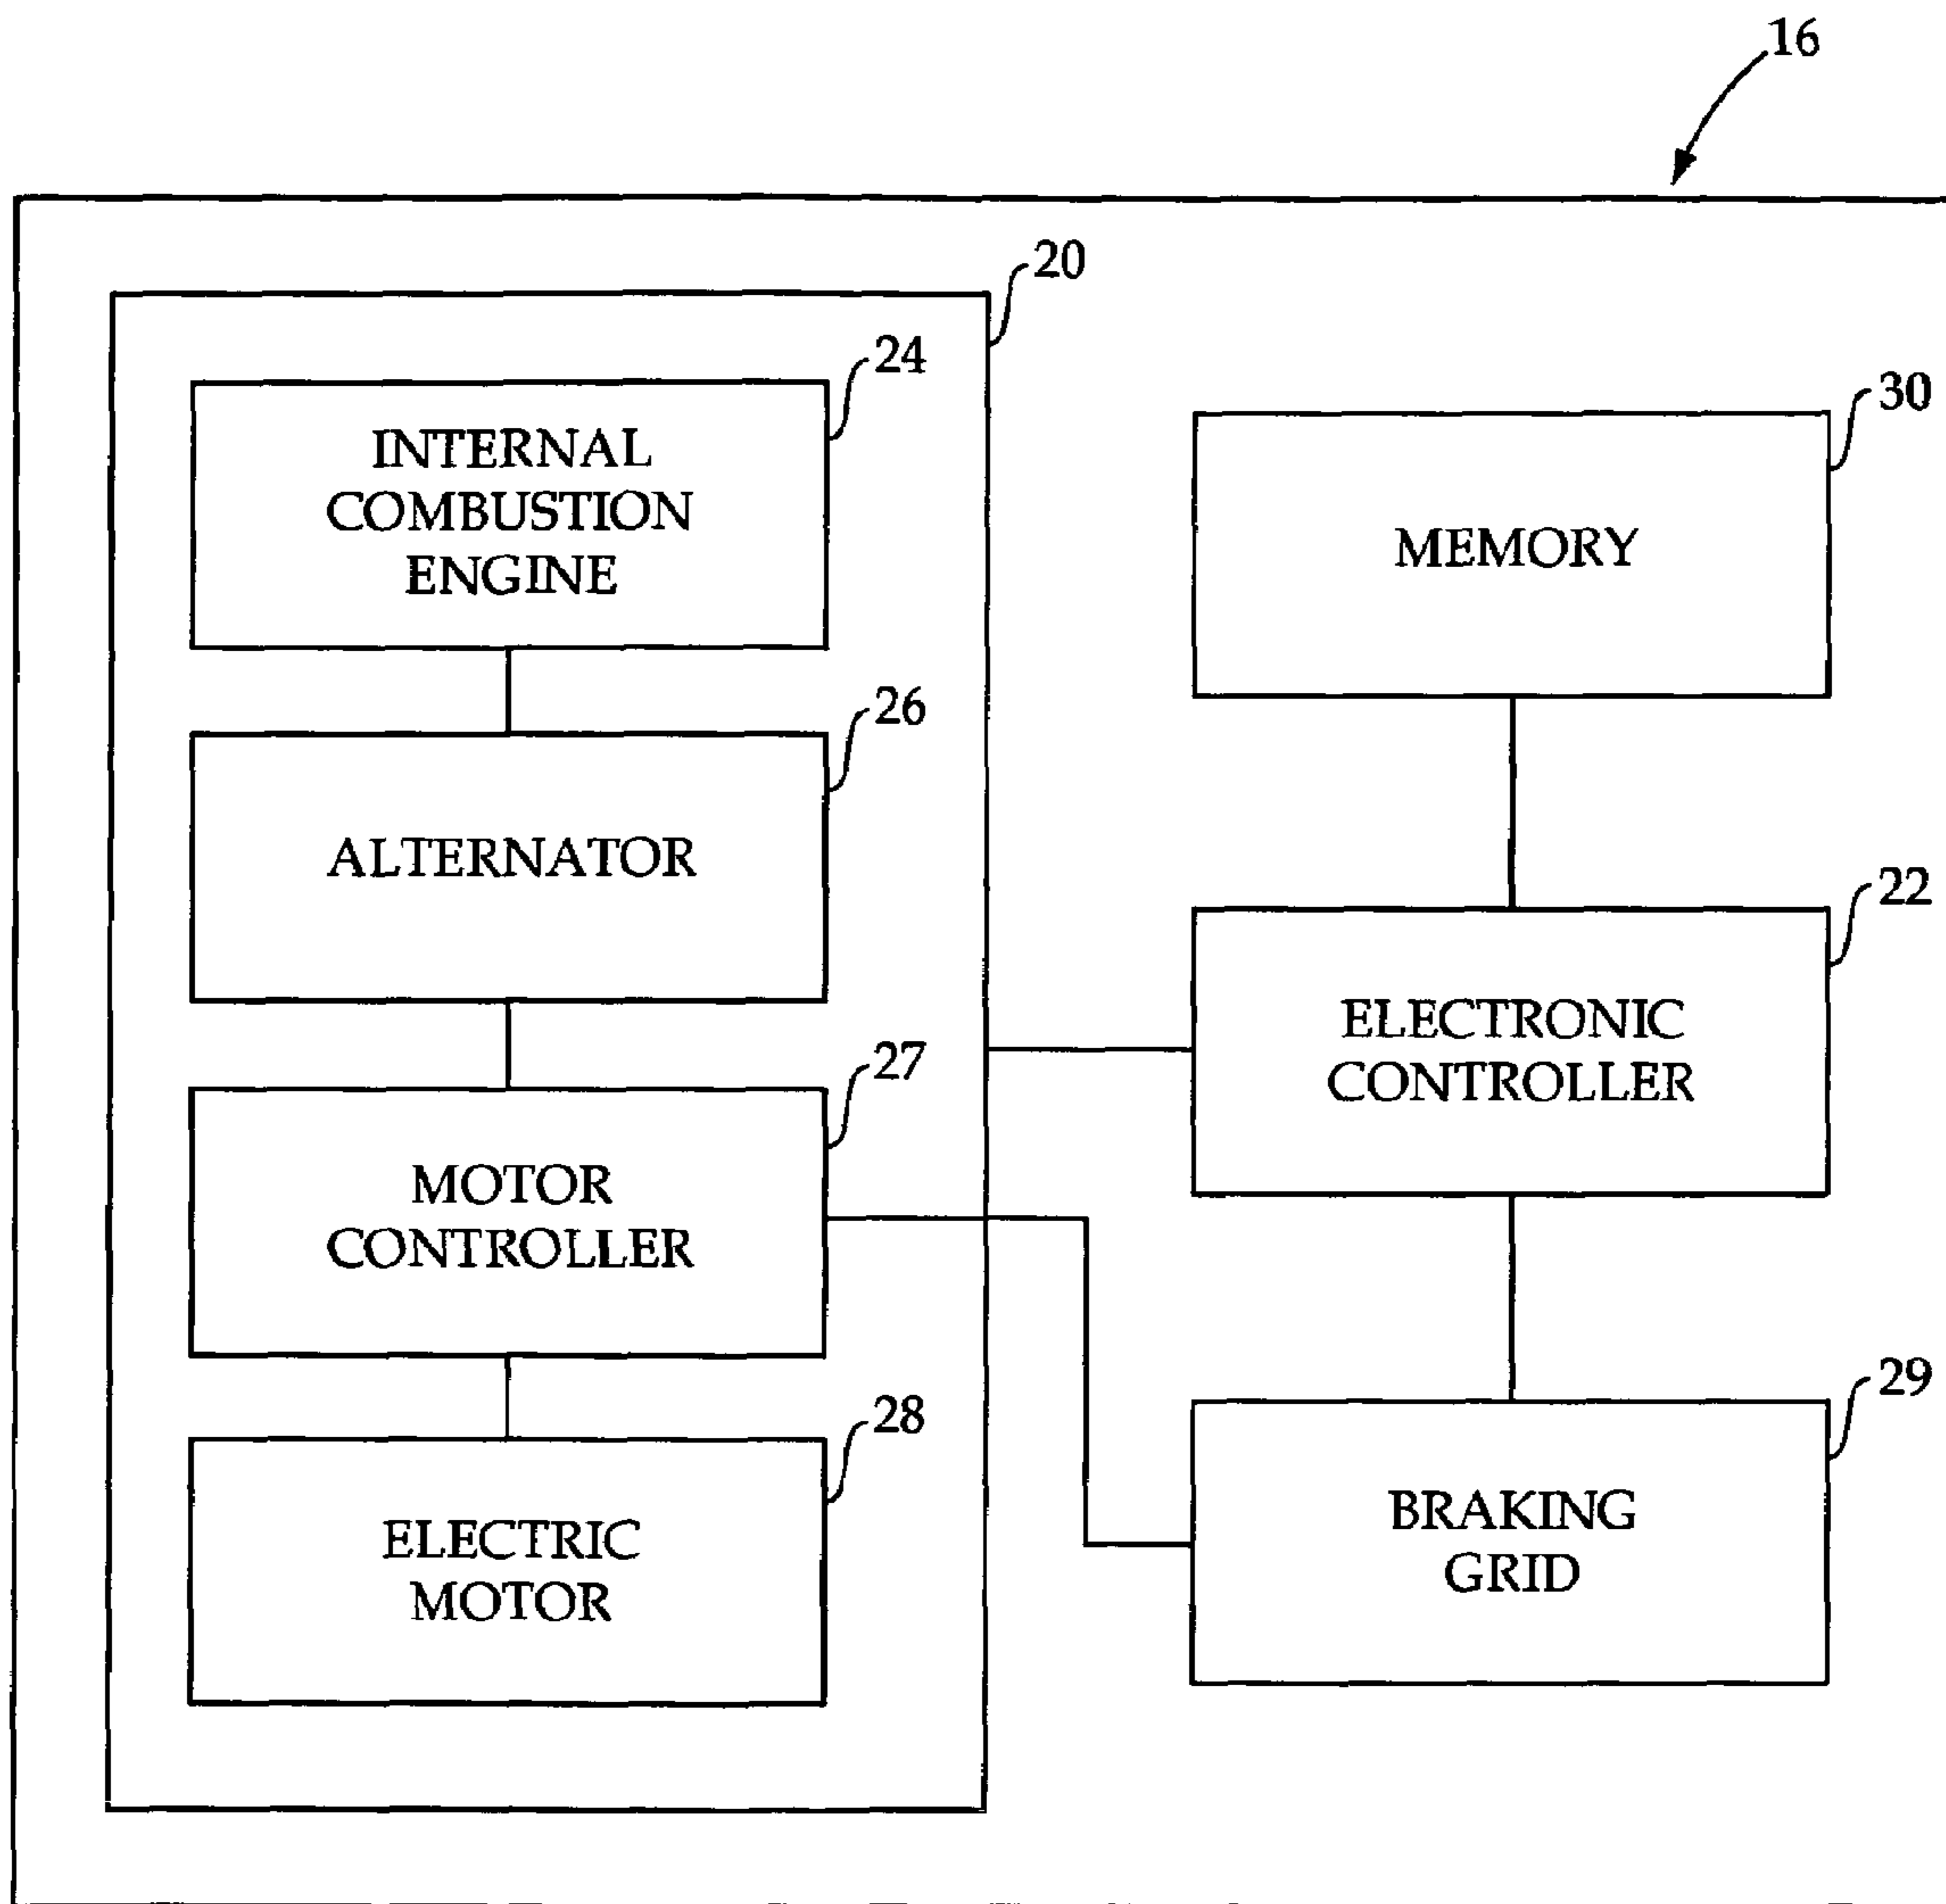 16
20
24
INTERNAL
COMBUSTION
ENGINE
26
ALTERNATOR
27
MOTOR
CONTROLLER
28
ELECTRIC
MOTOR
30
MEMORY
22
ELECTRONIC
CONTROLLER
29
BRAKING
GRID